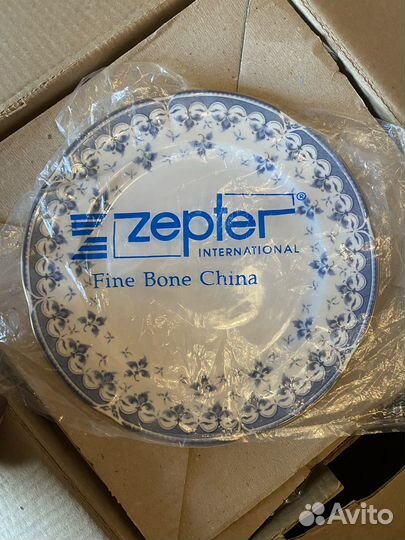 zepter®
INTERNATIONAL
Fine Bone China
Avito